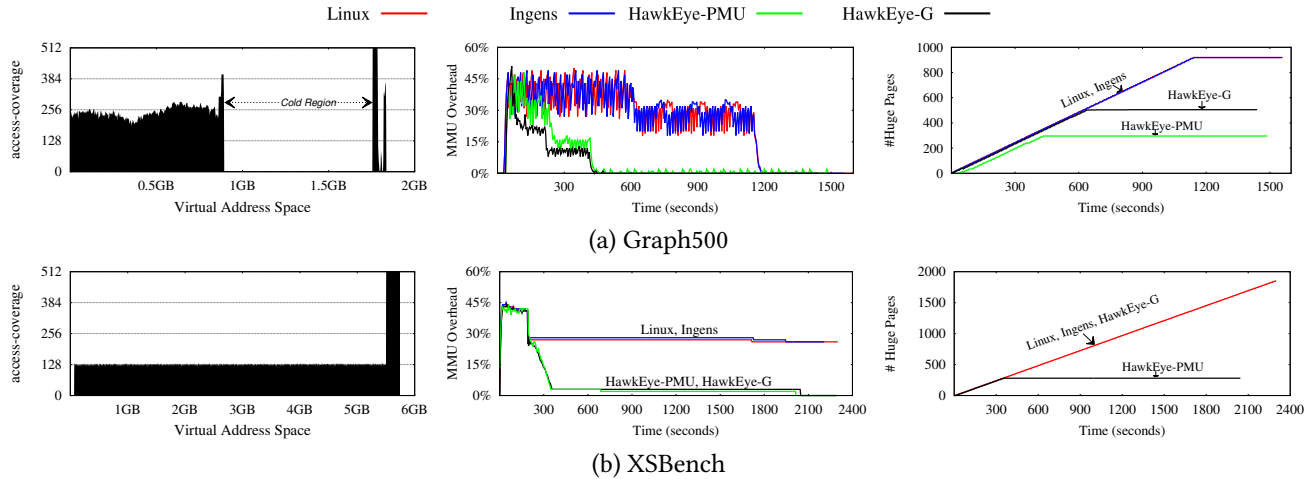 Linux Ingens HawkEye-PMU HawkEye-G
512
384
256
128
0
access-coverage
Cold Region
0.5GB 1GB 1.5GB 2GB
Virtual Address Space
60%
45%
30%
15%
0%
MMU Overhead
300 600 900 1200 1500
Time (seconds)
1000
800
600
400
200
0
#Huge Pages
Linux, Ingens
HawkEye-G
HawkEye-PMU
300 600 900 1200 1500
Time (seconds)
(a) Graph500
512
384
256
128
0
access-coverage
1GB 2GB 3GB 4GB 5GB 6GB
Virtual Address Space
60%
45%
30%
15%
0%
MMU Overhead
Linux, Ingens
HawkEye-PMU, HawkEye-G
300 600 900 1200 1500 1800 2100 2400
Time (seconds)
2000
1500
1000
500
0
# Huge Pages
Linux, Ingens, HawkEye-G
HawkEye-PMU
300 600 900 1200 1500 1800 2100 2400
Time (seconds)
(b) XSBench